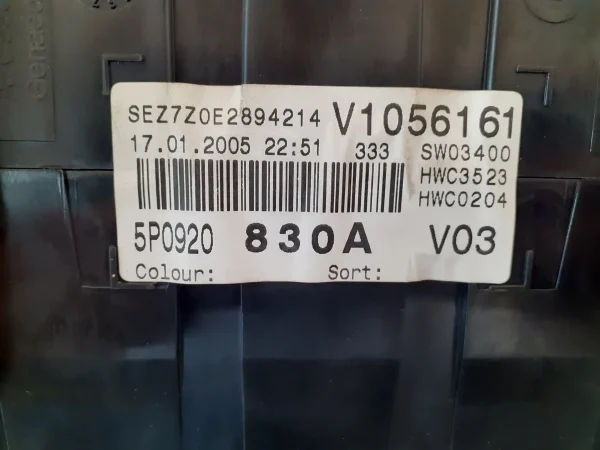 SEZ7Z0E2894214 V1056161
17.01.2005 22:51 333 SW03400
HWC3523
HWC0204
5P0920 830A V03
Colour: Sort: